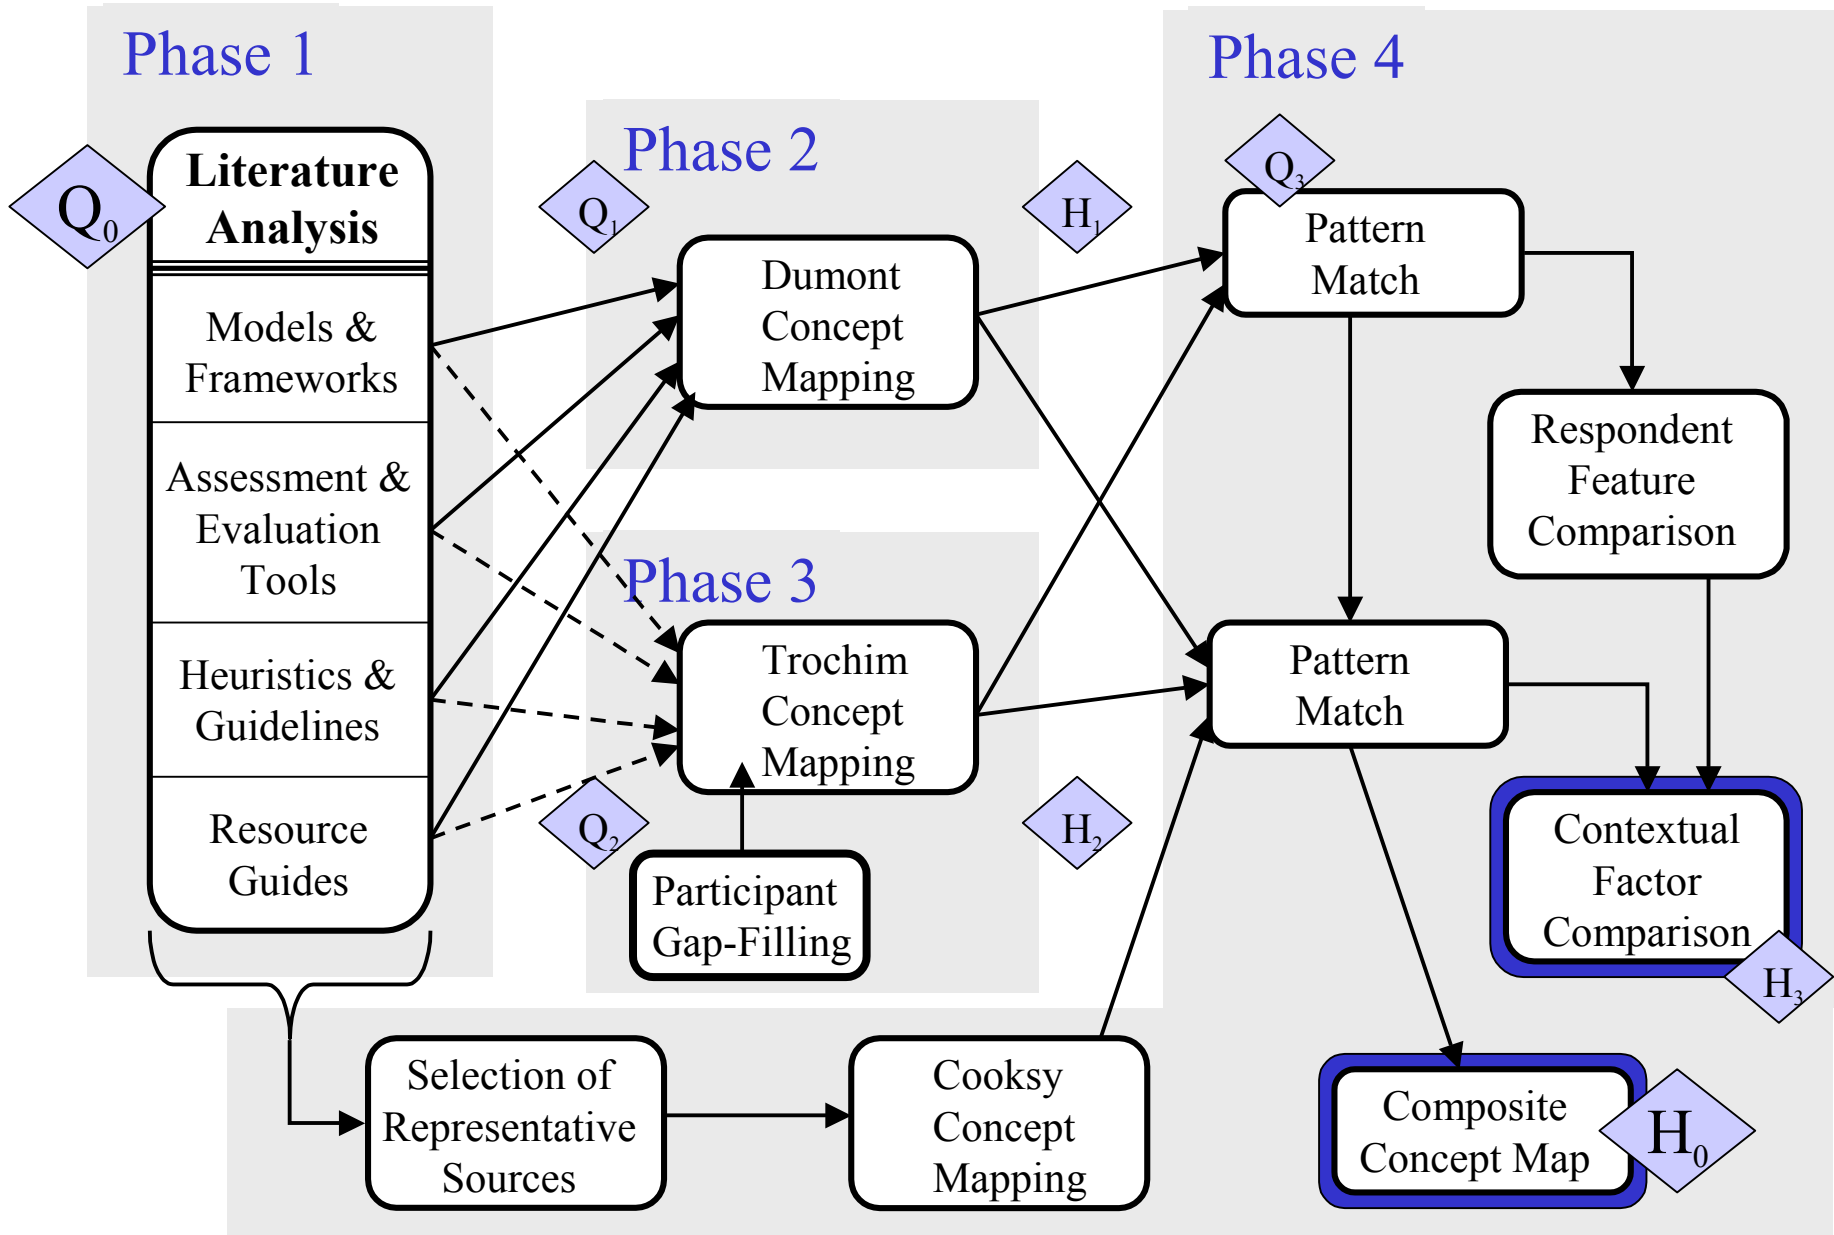 Phase 1
Q0
Literature
Analysis
Models &
Frameworks
Assessment &
Evaluation
Tools
Heuristics &
Guidelines
Resource
Guides
Phase 2
Q1
H1
Dumont
Concept
Mapping
Phase 3
Trochim
Concept
Mapping
Q2
H2
Participant
Gap-Filling
Phase 4
Q3
Pattern
Match
Respondent
Feature
Comparison
Pattern
Match
Contextual
Factor
Comparison
H3
Selection of
Representative
Sources
Cooksy
Concept
Mapping
Composite
Concept Map
H0